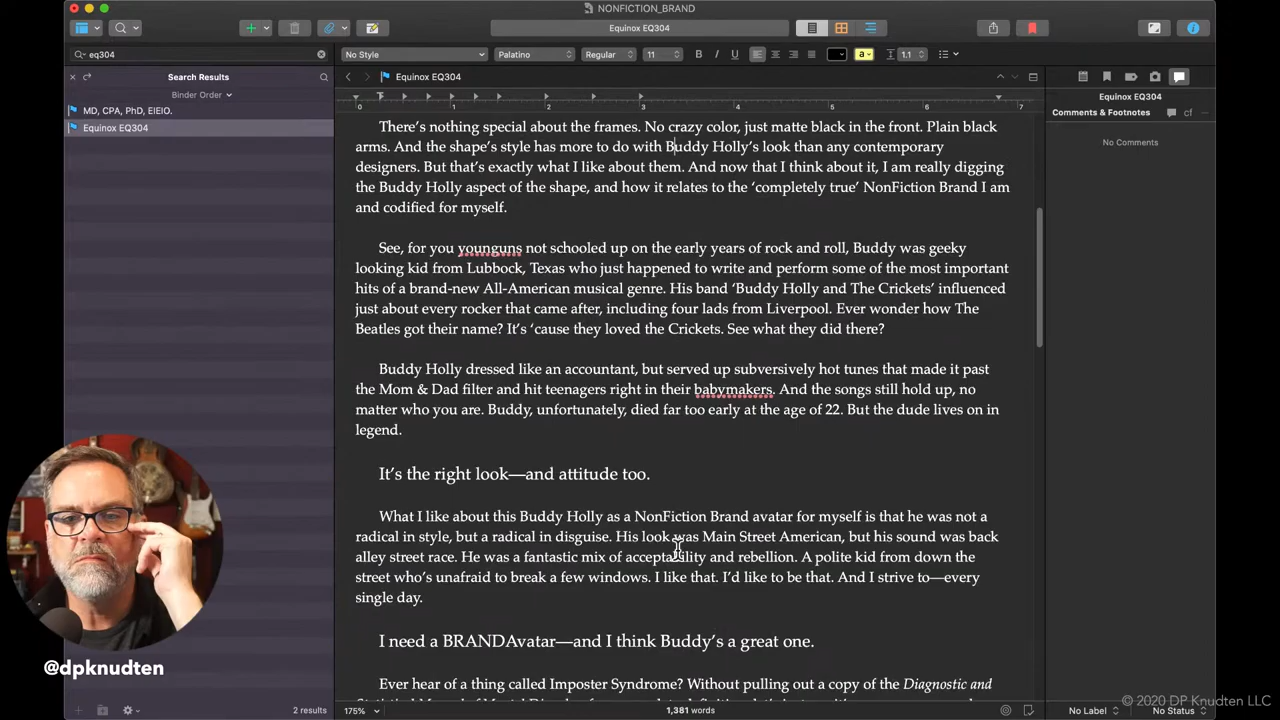 NONFICTION_BRAND
Equinox EQ304
eq304
No Style
Palatino
Regular
11
B
I
U
a
1.1
Search Results
Equinox EQ304
Binder Order
Equinox EQ304
Comments & Footnotes
cf
0 1 2 3 4 5 6 7
MD, CPA, PhD, EIEIO.
Equinox EQ304
No Comments
There’s nothing special about the frames. No crazy color, just matte black in the front. Plain black
arms. And the shape’s style has more to do with Buddy Holly’s look than any contemporary
designers. But that’s exactly what I like about them. And now that I think about it, I am really digging
the Buddy Holly aspect of the shape, and how it relates to the ‘completely true’ NonFiction Brand I am
and codified for myself.
See, for you younguns not schooled up on the early years of rock and roll, Buddy was geeky
looking kid from Lubbock, Texas who just happened to write and perform some of the most important
hits of a brand-new All-American musical genre. His band ‘Buddy Holly and The Crickets’ influenced
just about every rocker that came after, including four lads from Liverpool. Ever wonder how The
Beatles got their name? It’s ‘cause they loved the Crickets. See what they did there?
Buddy Holly dressed like an accountant, but served up subversively hot tunes that made it past
the Mom & Dad filter and hit teenagers right in their babymakers. And the songs still hold up, no
matter who you are. Buddy, unfortunately, died far too early at the age of 22. But the dude lives on in
legend.
It’s the right look—and attitude too.
What I like about this Buddy Holly as a NonFiction Brand avatar for myself is that he was not a
radical in style, but a radical in disguise. His look was Main Street American, but his sound was back
alley street race. He was a fantastic mix of acceptability and rebellion. A polite kid from down the
street who’s unafraid to break a few windows. I like that. I’d like to be that. And I strive to—every
single day.
I need a BRANDAvatar—and I think Buddy’s a great one.
Ever hear of a thing called Imposter Syndrome? Without pulling out a copy of the Diagnostic and
@dpknudten
2 results
175%
1,381 words
No Label
No Status
© 2020 DP Knudten LLC